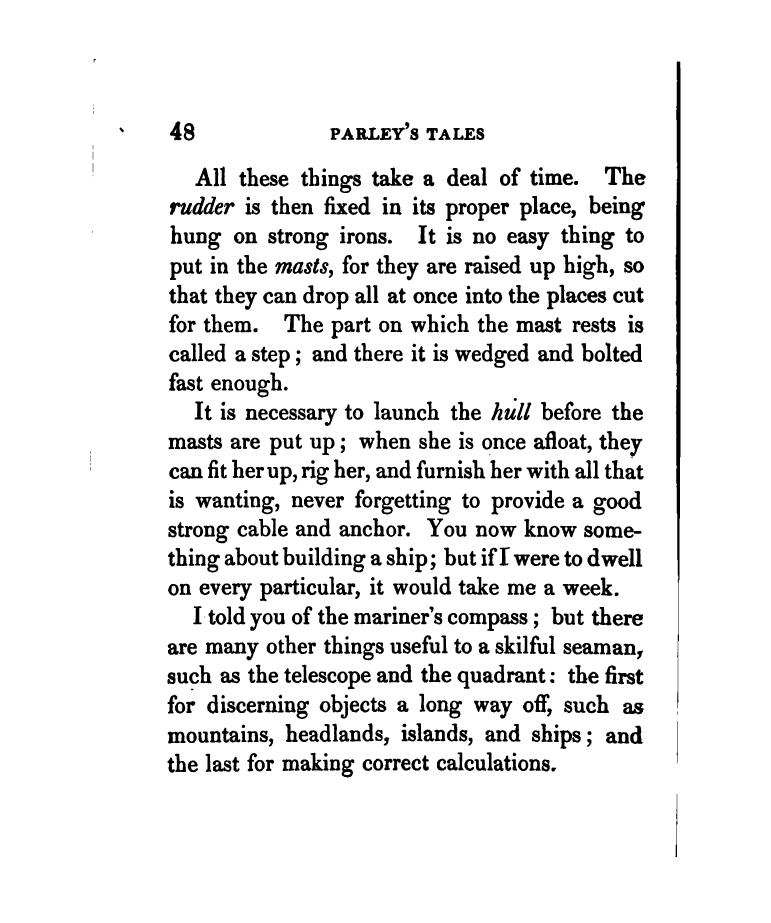 48 PARLEY'S TALES
All these things take a deal of time. The
rudder is then fixed in its proper place, being
hung on strong irons. It is no easy thing to
put in the masts, for they are raised up high, so
that they can drop all at once into the places cut
for them. The part on which the mast rests is
called a step; and there it is wedged and bolted
fast enough.
It is necessary to launch the hull before the
masts are put up; when she is once afloat, they
can fit her up, rig her, and furnish her with all that
is wanting, never forgetting to provide a good
strong cable and anchor. You now know some-
thing about building a ship; but if I were to dwell
on every particular, it would take me a week.
I told you of the mariner's compass; but there
are many other things useful to a skilful seaman,
such as the telescope and the quadrant: the first
for discerning objects a long way off, such as
mountains, headlands, islands, and ships; and
the last for making correct calculations.